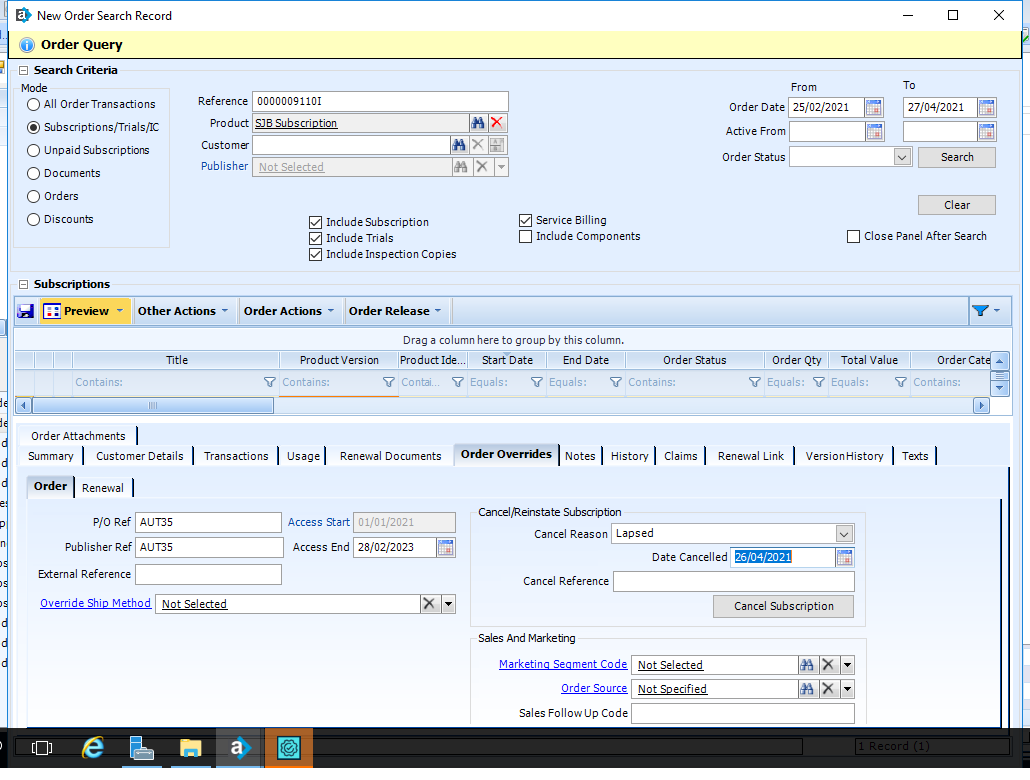 New Order Search Record
Order Query
Search Criteria
Mode
All Order Transactions
Subscriptions/Trials/IC
Unpaid Subscriptions
Documents
Orders
Discounts
Reference 0000009110I
Product SJB Subscription
Customer
Publisher Not Selected
Include Subscription
Include Trials
Include Inspection Copies
Service Billing
Include Components
From To
Order Date 25/02/2021 27/04/2021
Active From
Order Status Search
Clear
Close Panel After Search
Subscriptions
Preview Other Actions Order Actions Order Release
Drag a column here to group by this column.
Title Product Version Product Ide... Start Date End Date Order Status Order Qty Total Value Order Cate
Contains: Contains: Contai... Equals: Equals: Contains: Equals: Equals: Contains:
Order Attachments
Summary Customer Details Transactions Usage Renewal Documents Order Overrides Notes History Claims Renewal Link VersionHistory Texts
Order Renewal
P/O Ref AUT35 Access Start 01/01/2021
Publisher Ref AUT35 Access End 28/02/2023
External Reference
Override Ship Method Not Selected
Cancel/Reinstate Subscription
Cancel Reason Lapsed
Date Cancelled 26/04/2021
Cancel Reference
Cancel Subscription
Sales And Marketing
Marketing Segment Code Not Selected
Order Source Not Specified
Sales Follow Up Code
1 Record (1)